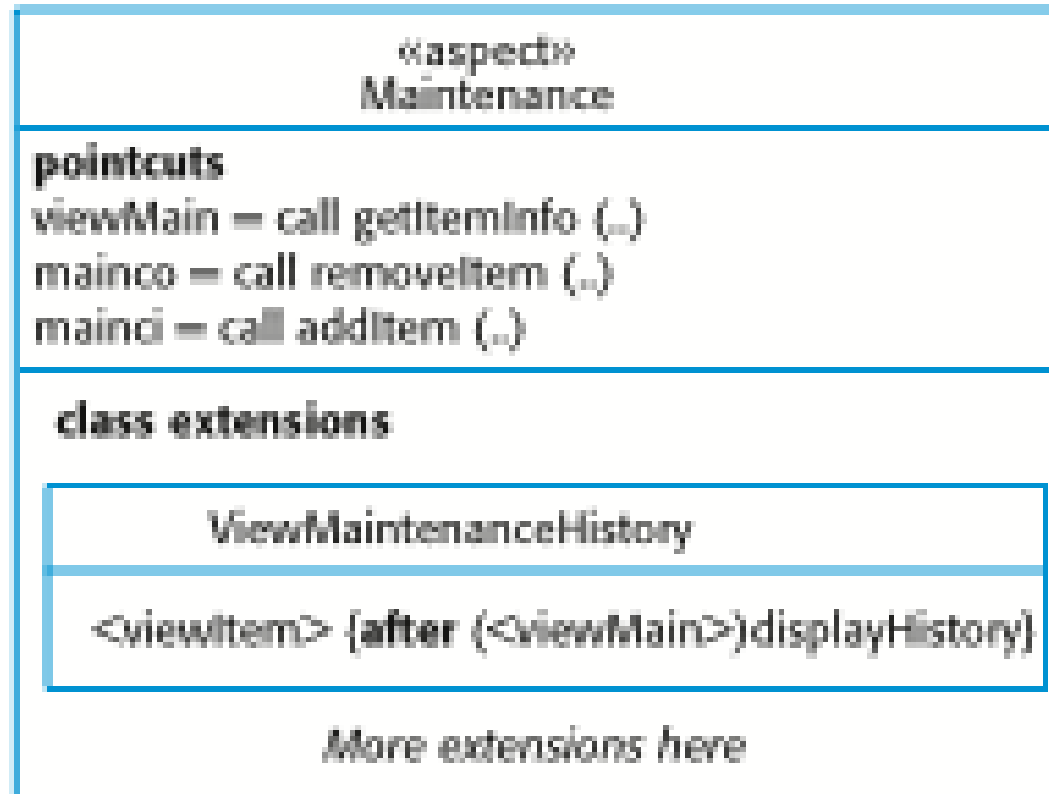 «aspect»
Maintenance
pointcuts
viewMain = call getItemInfo (..)
mainco = call removeItem (..)
mainci = call addItem (..)
class extensions
ViewMaintenanceHistory
<viewItem> {after (<viewMain>)displayHistory}
More extensions here